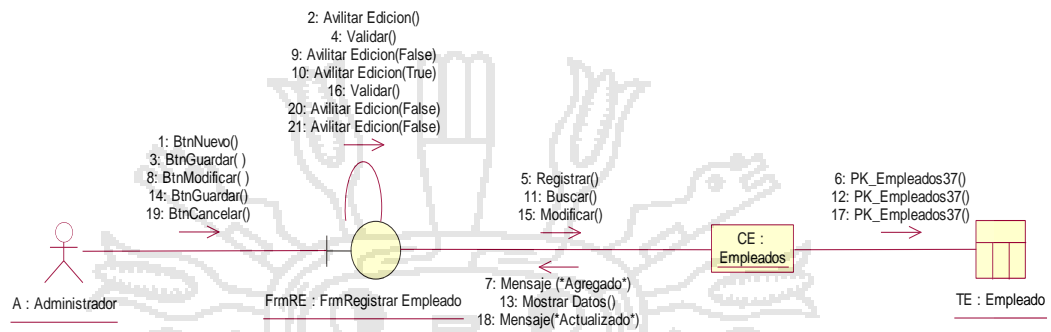 2: Avilitar Edicion()
4: Validar()
9: Avilitar Edicion(False)
10: Avilitar Edicion(True)
16: Validar()
20: Avilitar Edicion(False)
21: Avilitar Edicion(False)
1: BtnNuevo()
3: BtnGuardar( )
8: BtnModificar( )
14: BtnGuardar()
19: BtnCancelar()
5: Registrar()
11: Buscar()
15: Modificar()
6: PK_Empleados37()
12: PK_Empleados37()
17: PK_Empleados37()
CE :
Empleados
7: Mensaje (*Agregado*)
13: Mostrar Datos()
18: Mensaje(*Actualizado*)
A : Administrador
FrmRE : FrmRegistrar Empleado
TE : Empleado